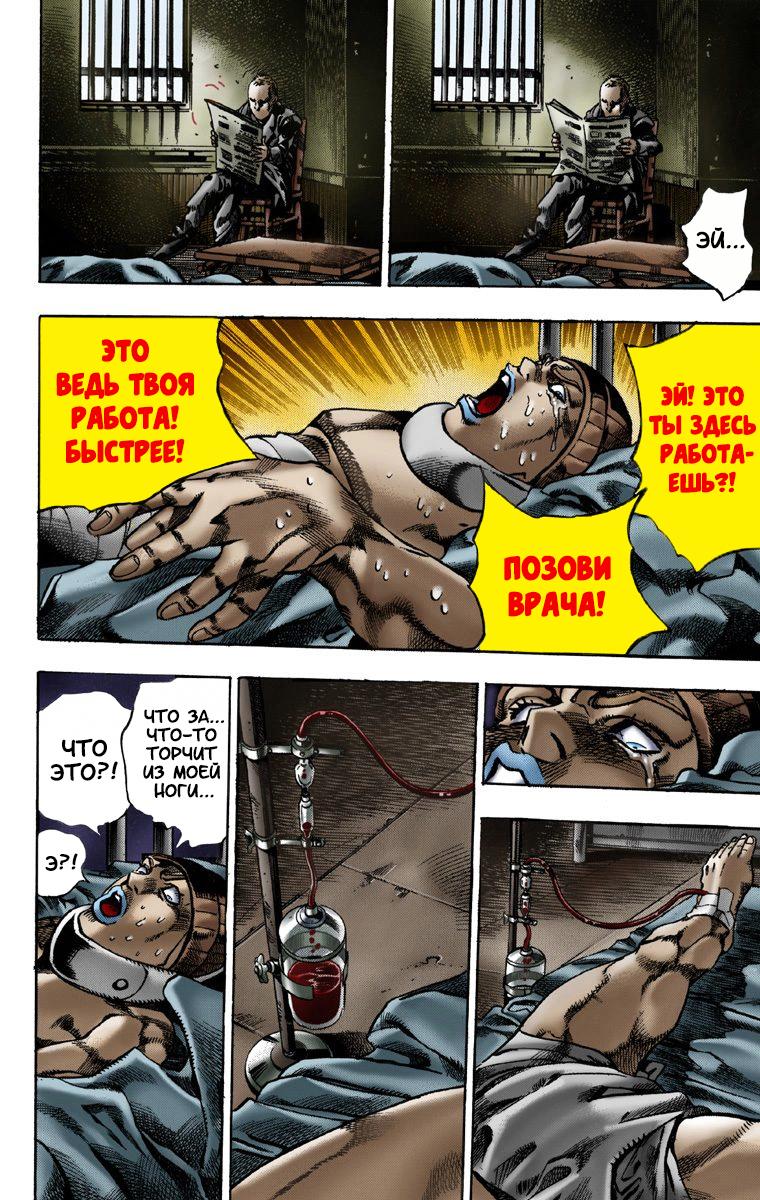 ЭЙ...
ЭЙ! ЭТО
ТЫ ЗДЕСЬ
РАБОТА-
ЕШЬ?!
ПОЗОВИ
ВРАЧА!
ЭТО
ВЕДЬ ТВОЯ
РАБОТА!
БЫСТРЕЕ!
ЧТО ЗА...
ЧТО-ТО
ТОРЧИТ
ИЗ МОЕЙ
НОГИ...
ЧТО
ЭТО?!
Э?!